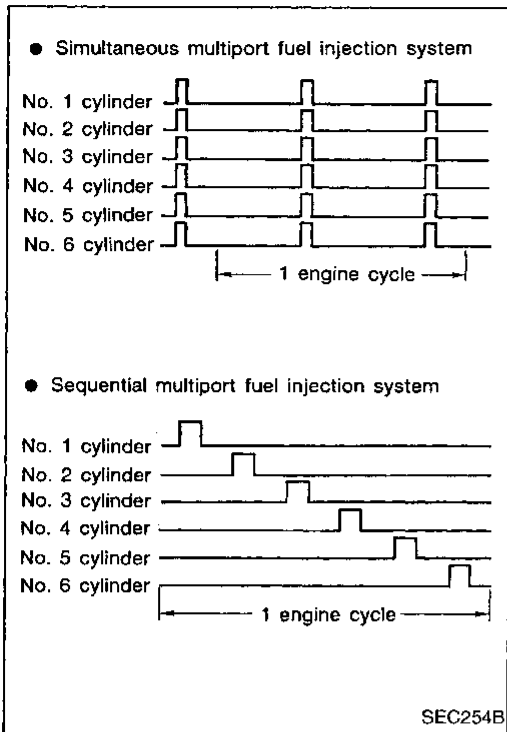 ● Simultaneous multiport fuel injection system
No. 1 cylinder
No. 2 cylinder
No. 3 cylinder
No. 4 cylinder
No. 5 cylinder
No. 6 cylinder
1 engine cycle
● Sequential multiport fuel injection system
No. 1 cylinder
No. 2 cylinder
No. 3 cylinder
No. 4 cylinder
No. 5 cylinder
No. 6 cylinder
1 engine cycle
SEC254B